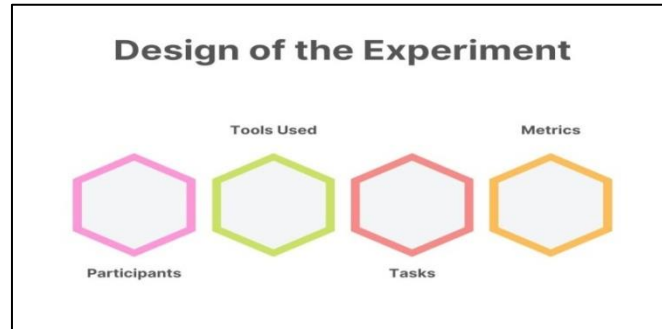 Design of the Experiment
Tools Used
Metrics
Participants
Tasks